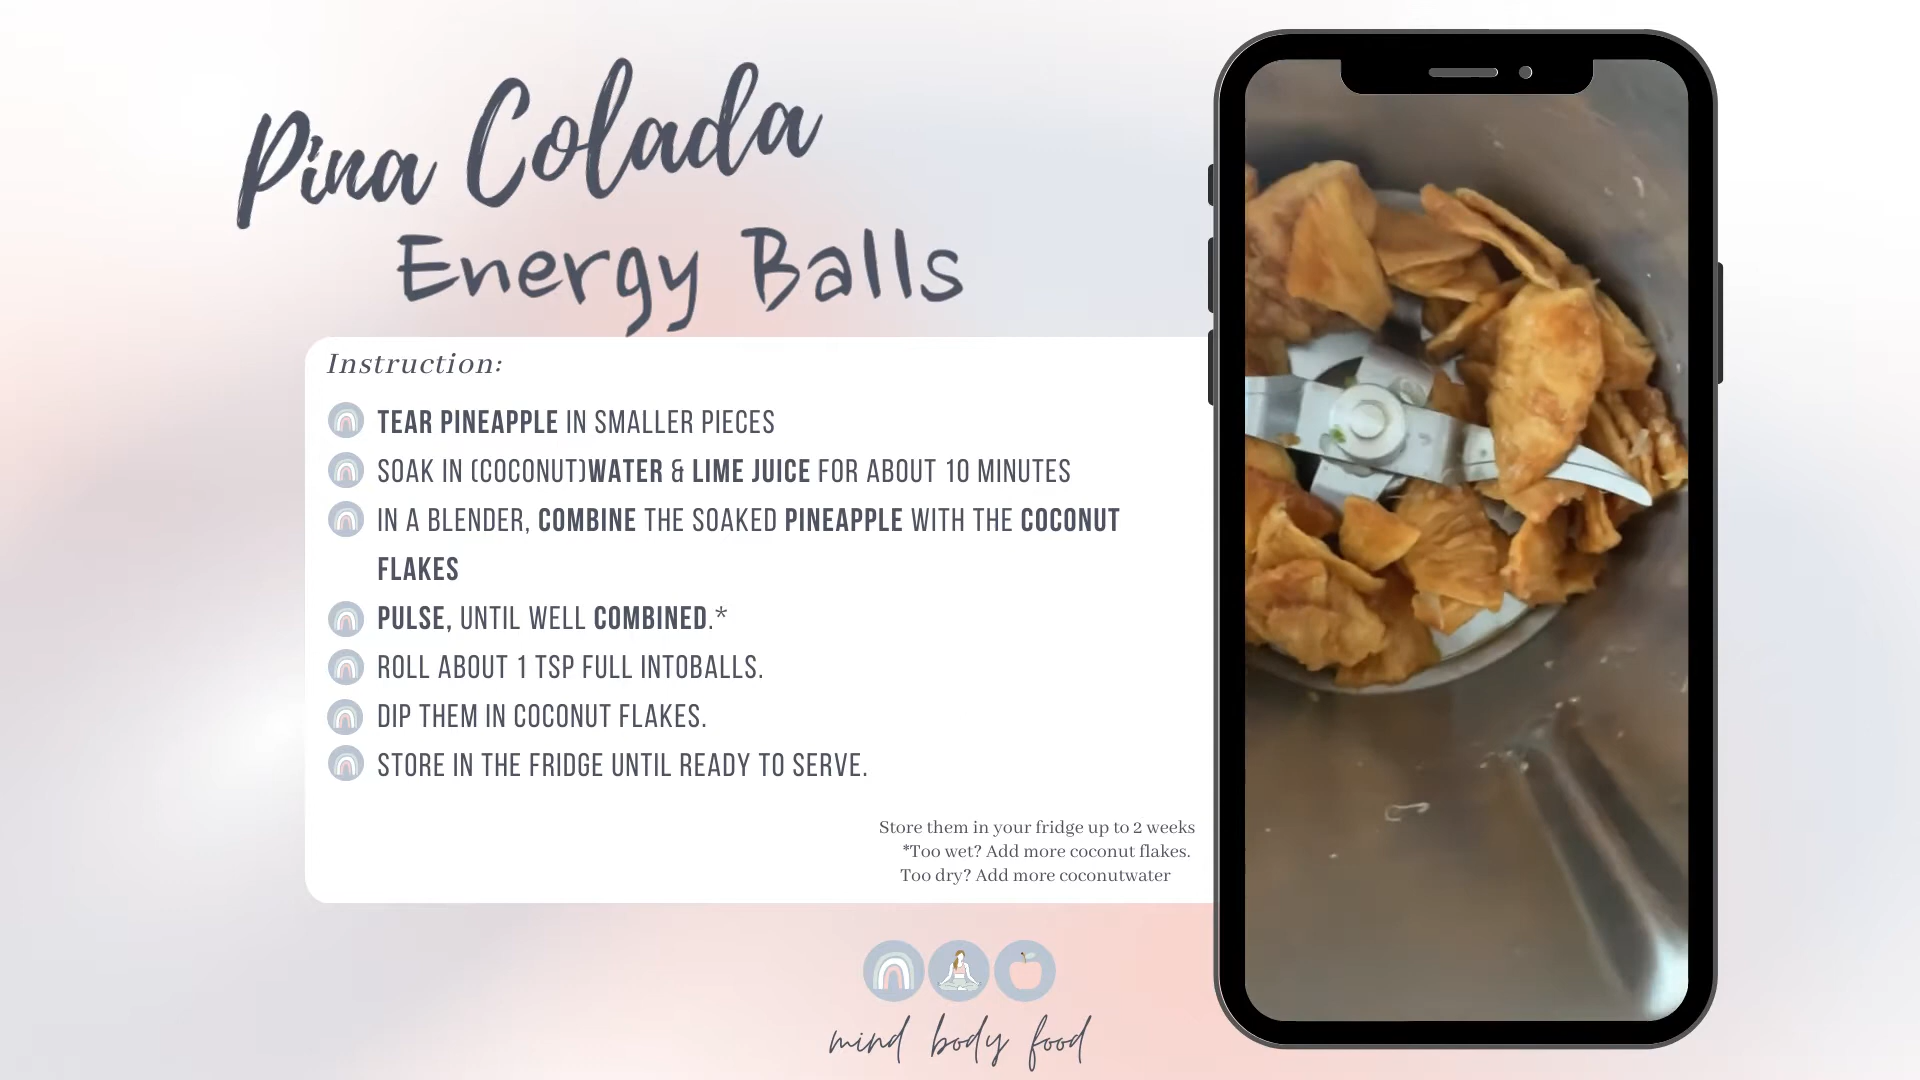 Pina Colada
Energy Balls
Instruction:
TEAR PINEAPPLE IN SMALLER PIECES
SOAK IN (COCONUT)WATER & LIME JUICE FOR ABOUT 10 MINUTES
IN A BLENDER, COMBINE THE SOAKED PINEAPPLE WITH THE COCONUT
FLAKES
PULSE, UNTIL WELL COMBINED.*
ROLL ABOUT 1 TSP FULL INTOBALLS.
DIP THEM IN COCONUT FLAKES.
STORE IN THE FRIDGE UNTIL READY TO SERVE.
Store them in your fridge up to 2 weeks
*Too wet? Add more coconut flakes.
Too dry? Add more coconutwater
mind body food